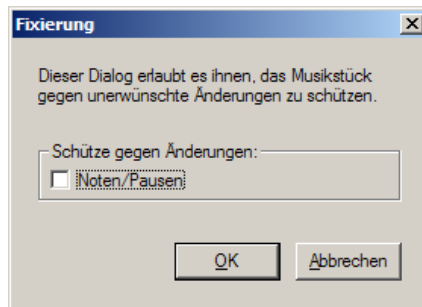 Fixierung
Dieser Dialog erlaubt es ihnen, das Musikstück
gegen unerwünschte Änderungen zu schützen.
Schütze gegen Änderungen:
Noten/Pausen
OK
Abbrechen